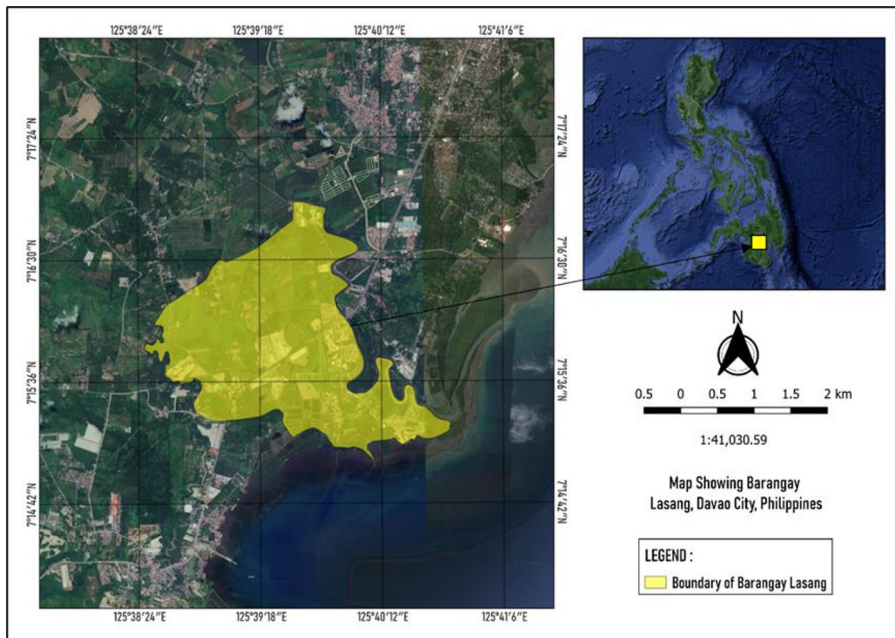 125°38'24"E 125°39'18"E 125°40'12"E 125°41'6"E
7°17'24"N 7°17'24"N
7°16'30"N 7°16'30"N
7°15'36"N 7°15'36"N
7°14'42"N 7°14'42"N
125°38'24"E 125°39'18"E 125°40'12"E 125°41'6"E
N
0.5 0 0.5 1 1.5 2 km
1:41,030.59
Map Showing Barangay
Lasang, Davao City, Philippines
LEGEND :
Boundary of Barangay Lasang